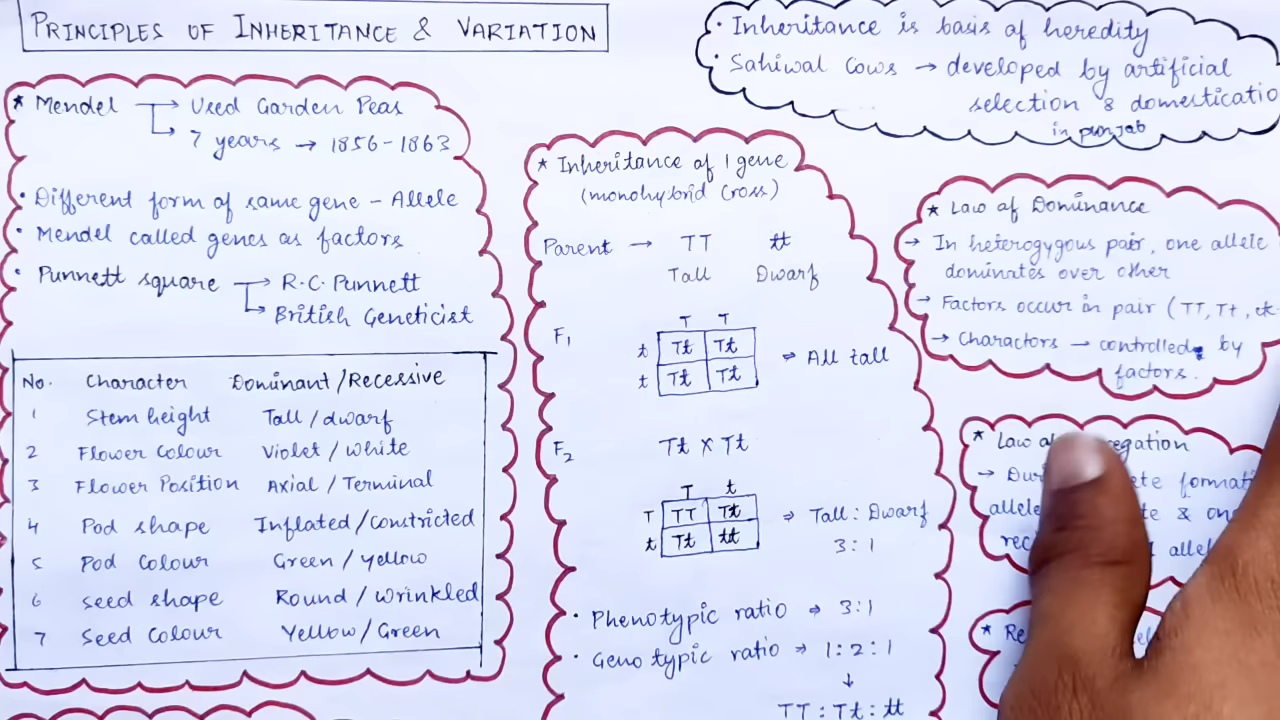 PRINCIPLES OF INHERITANCE & VARIATION
• Inheritance is basis of heredity
• Sahiwal Cows → developed by artificial
selection & domesticatio
in punjab
* Mendel → Used Garden Peas
→ 7 years → 1856-1863
• Different form of same gene - Allele
• Mendel called genes as factors
• Punnett square → R.C. Punnett
→ British Geneticist
No. Character Dominant/Recessive
1 Stem height Tall / dwarf
2 Flower Colour Violet / white
3 Flower Position Axial / Terminal
4 Pod shape Inflated/Constricted
5 Pod Colour Green / yellow
6 seed shape Round / wrinkled
7 Seed Colour Yellow / Green
* Inheritance of 1 gene
(monohybrid Cross)
Parent → TT tt
Tall Dwarf
F1
T T
t Tt Tt
t Tt Tt
⇒ All tall
F2 Tt X Tt
T t
T TT Tt
t Tt tt
⇒ Tall : Dwarf
3 : 1
• Phenotypic ratio → 3:1
• Genotypic ratio → 1:2:1
↓
TT : Tt : tt
* Law of Dominance
→ In heterogygous pair, one allele
dominates over other
→ Factors occur in pair (TT, Tt,
→ Charactors → controlled by
factors.
* Law of
→ formati
allele &
allel
*